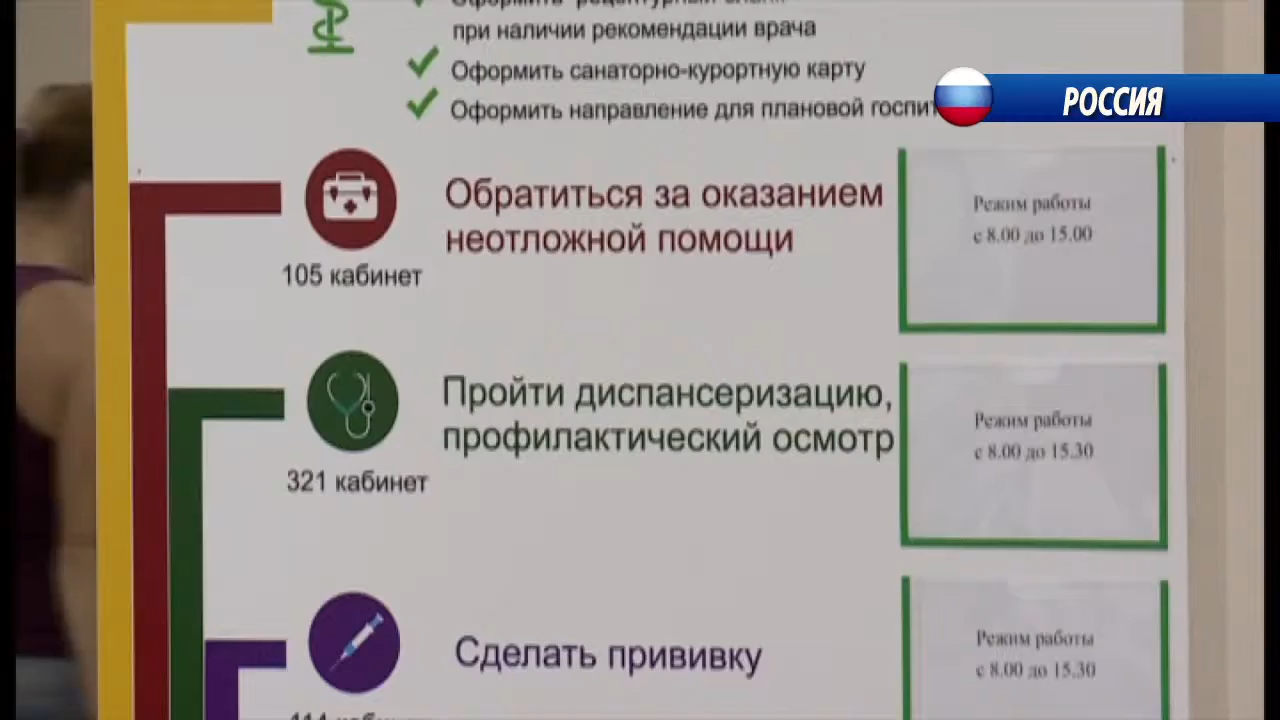 при наличии рекомендации врача
Оформить санаторно-курортную карту
Оформить направление для плановой
РОССИЯ
Обратиться за оказанием
неотложной помощи
105 кабинет
Режим работы
с 8.00 до 15.00
Пройти диспансеризацию,
профилактический осмотр
321 кабинет
Режим работы
с 8.00 до 15.30
Сделать прививку
Режим работы
с 8.00 до 15.30